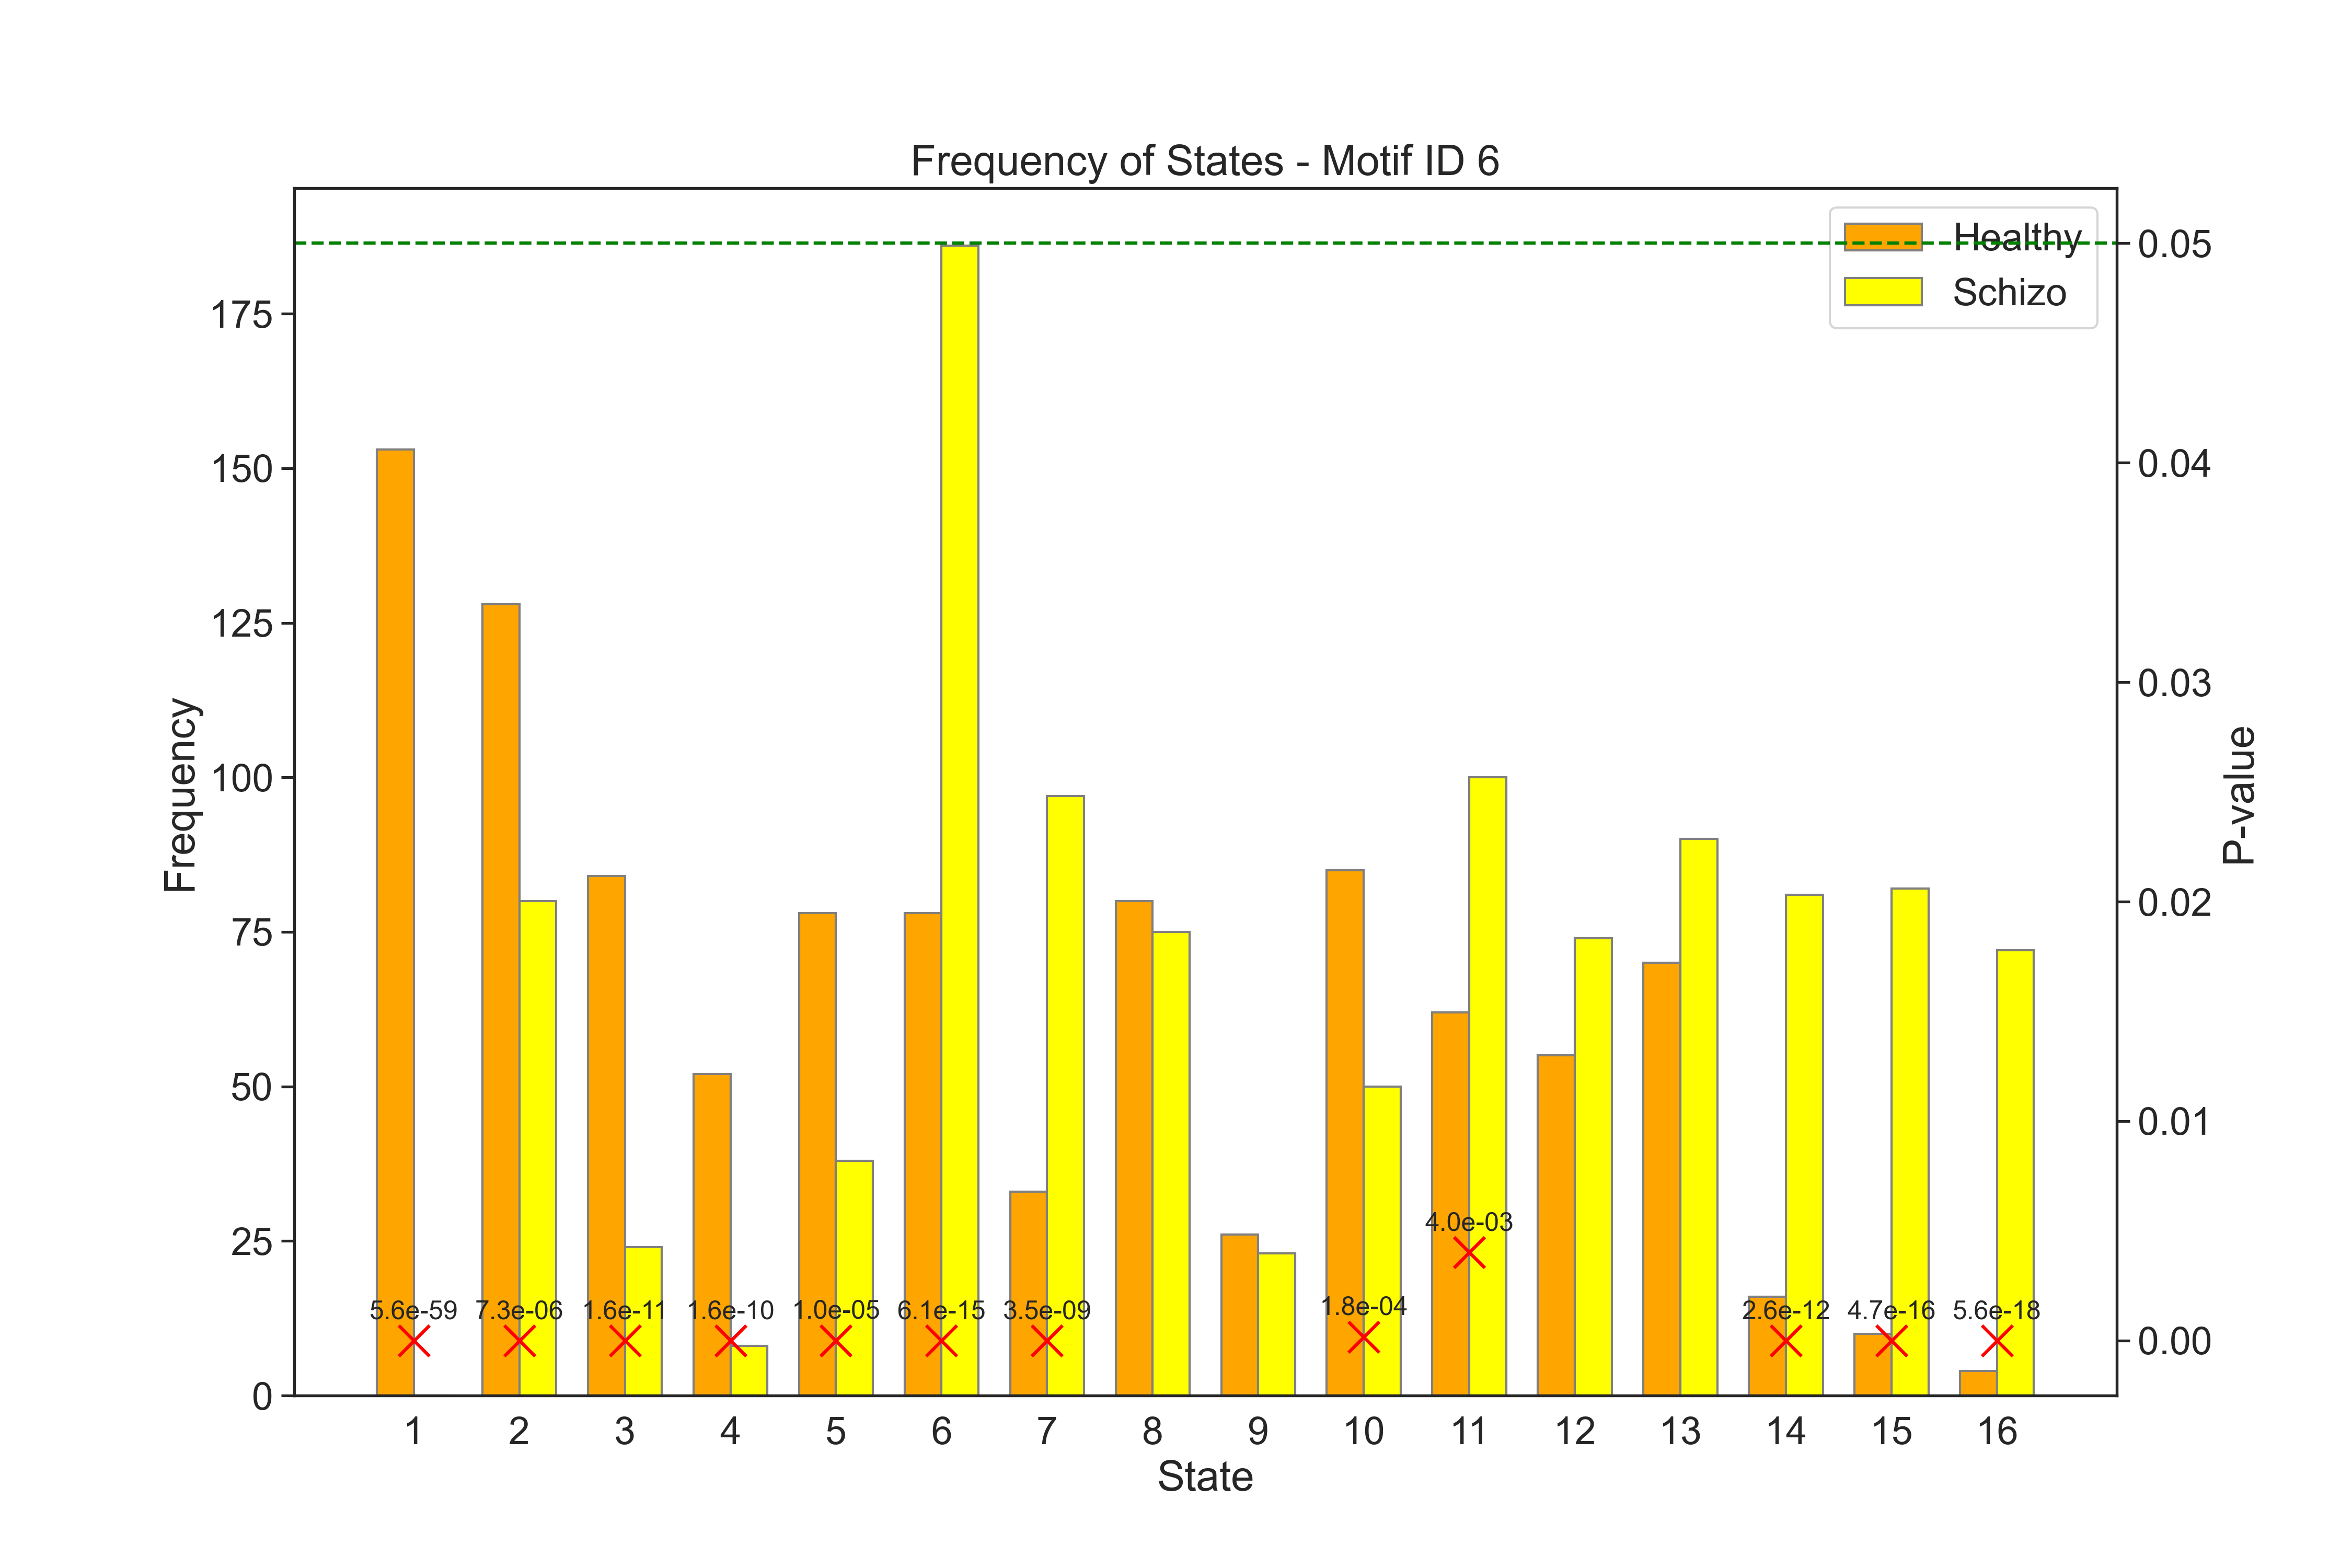 Frequency of States - Motif ID 6
Healthy
Schizo
Frequency
175
150
125
100
75
50
25
0
0.05
0.04
0.03
0.02
0.01
0.00
P-value
5.6e-59
7.3e-06
1.6e-11
1.6e-10
1.0e-05
6.1e-15
3.5e-09
1.8e-04
4.0e-03
2.6e-12
4.7e-16
5.6e-18
1 2 3 4 5 6 7 8 9 10 11 12 13 14 15 16
State